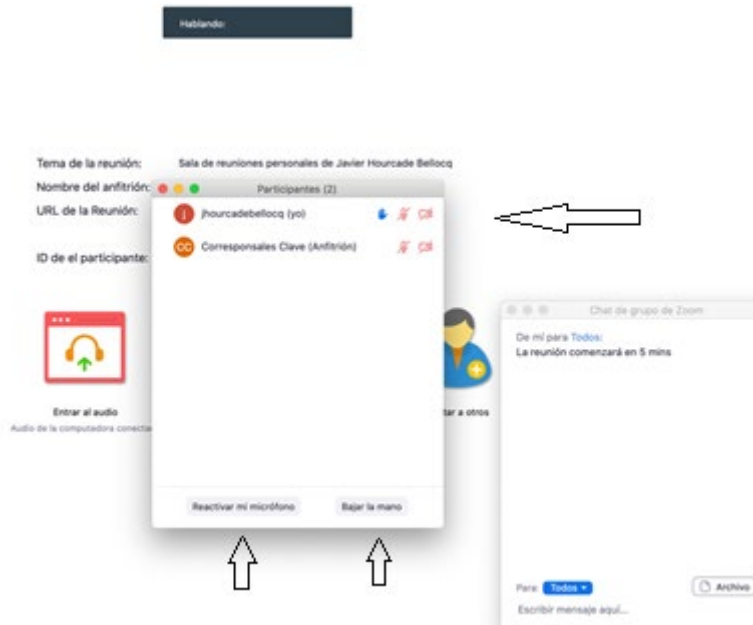 Hablando:
Tema de la reunión: Sala de reuniones personales de Javier Hourcade Bellocq
Nombre del anfitrión:
URL de la Reunión:
ID de el participante:
Participantes (2)
j jhourcadebellocq (yo)
CC Corresponsales Clave (Anfitrión)
Entrar al audio
Audio de la computadora conecta
tar a otros
Reactivar mi micrófono Bajar la mano
Chat de grupo de Zoom
De mí para Todos:
La reunión comenzará en 5 mins
Para: Todos Archivo
Escribir mensaje aquí...